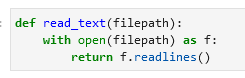 def read_text(filepath):
    with open(filepath) as f:
        return f.readlines()